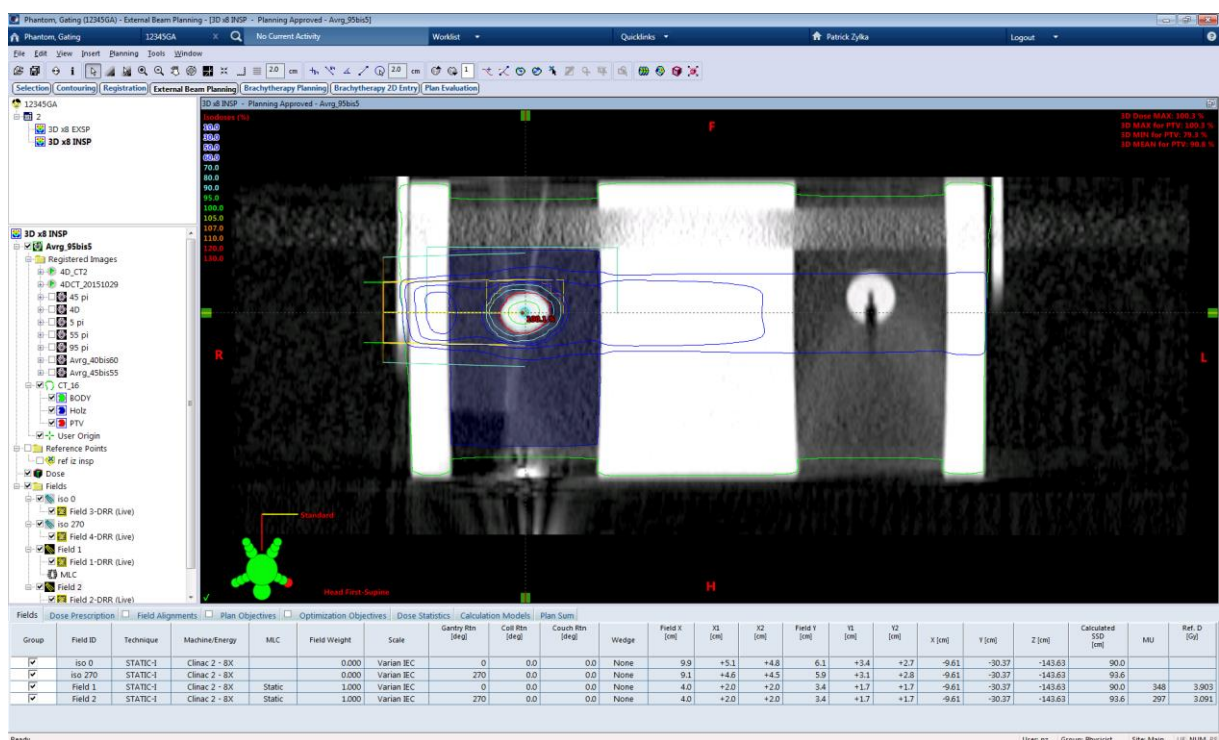 Phantom, Gating (12345GA) - External Beam Planning - [3D x8 INSP - Planning Approved - Avrg_95bis5]
Phantom, Gating 12345GA X No Current Activity Worklist Quicklinks Patrick Zylka Logout
File Edit View Insert Planning Tools Window
2.0 cm 2.0 cm 1
Selection Contouring Registration External Beam Planning Brachytherapy Planning Brachytherapy 2D Entry Plan Evaluation
12345GA
2
3D x8 EXSP
3D x8 INSP
3D x8 INSP
Avrg_95bis5
Registered Images
4D_CT2
4DCT_20151029
45 pi
4D
5 pi
55 pi
95 pi
Avrg_40bis60
Avrg_45bis55
CT_16
BODY
Holz
PTV
User Origin
Reference Points
ref iz insp
Dose
Fields
iso 0
Field 3-DRR (Live)
iso 270
Field 4-DRR (Live)
Field 1
Field 1-DRR (Live)
MLC
Field 2
Field 2-DRR (Live)
3D x8 INSP - Planning Approved - Avrg_95bis5
Isodoses (%)
10.0
30.0
50.0
60.0
70.0
80.0
90.0
95.0
100.0
105.0
107.0
110.0
120.0
130.0
F
3D Dose MAX: 100.3 %
3D MAX for PTV: 100.3 %
3D MIN for PTV: 79.5 %
R
L
Standard
Head First-Supine
H
Fields Dose Prescription Field Alignments Plan Objectives Optimization Objectives Dose Statistics Calculation Models Plan Sum
Group Field ID Technique Machine/Energy MLC Field Weight Scale Gantry Rtn [deg] Coll Rtn [deg] Couch Rtn [deg] Wedge Field X [cm] X1 [cm] X2 [cm] Field Y [cm] Y1 [cm] Y2 [cm] X [cm] Y [cm] Z [cm] Calculated SSD [cm] MU Ref. D [Gy]
iso 0 STATIC-I Clinac 2 - 8X 0.000 Varian IEC 0 0.0 0.0 None 9.9 +5.1 +4.8 6.1 +3.4 +2.7 -9.61 -30.37 -143.63 90.0
iso 270 STATIC-I Clinac 2 - 8X 0.000 Varian IEC 270 0.0 0.0 None 9.1 +4.6 +4.5 5.9 +3.1 +2.8 -9.61 -30.37 -143.63 93.6
Field 1 STATIC-I Clinac 2 - 8X Static 1.000 Varian IEC 0 0.0 0.0 None 4.0 +2.0 +2.0 3.4 +1.7 +1.7 -9.61 -30.37 -143.63 90.0 348 3.903
Field 2 STATIC-I Clinac 2 - 8X Static 1.000 Varian IEC 270 0.0 0.0 None 4.0 +2.0 +2.0 3.4 +1.7 +1.7 -9.61 -30.37 -143.63 93.6 297 3.091
Ready Group: Physicist Site: Main